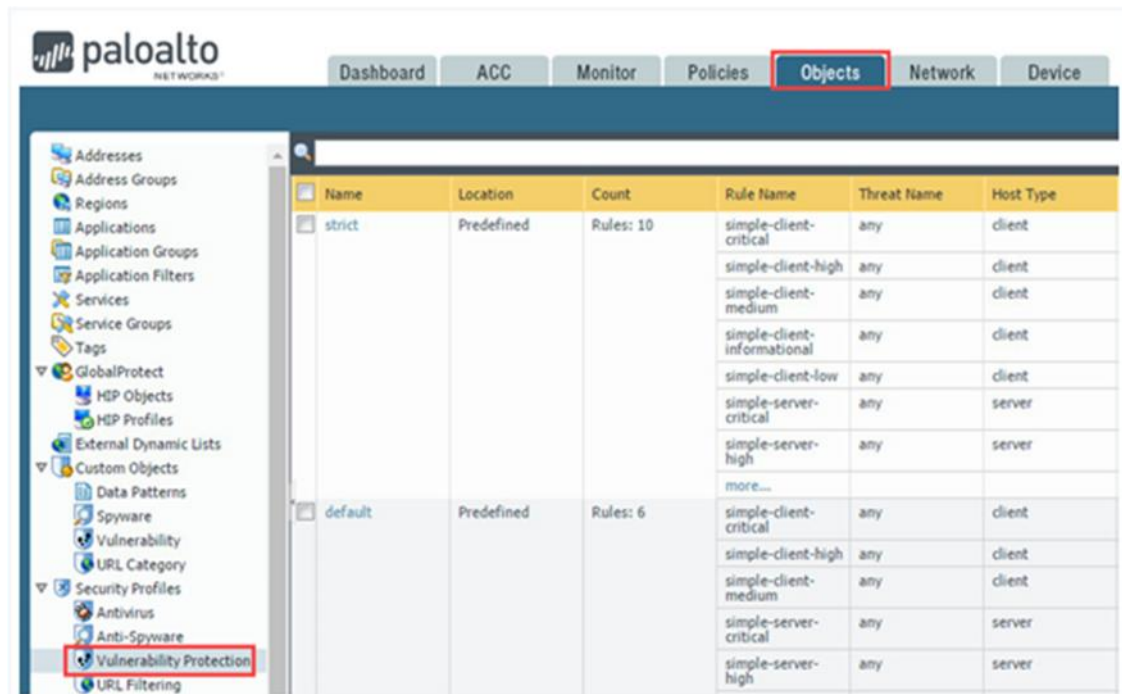 paloalto
NETWORKS
Dashboard ACC Monitor Policies Objects Network Device
Addresses
Address Groups
Regions
Applications
Application Groups
Application Filters
Services
Service Groups
Tags
GlobalProtect
HIP Objects
HIP Profiles
External Dynamic Lists
Custom Objects
Data Patterns
Spyware
Vulnerability
URL Category
Security Profiles
Antivirus
Anti-Spyware
Vulnerability Protection
URL Filtering
Name Location Count Rule Name Threat Name Host Type
strict Predefined Rules: 10 simple-client- any client
critical
simple-client-high any client
simple-client- any client
medium
simple-client- any client
informational
simple-client-low any client
simple-server- any server
critical
simple-server- any server
high
more...
default Predefined Rules: 6 simple-client- any client
critical
simple-client-high any client
simple-client- any client
medium
simple-server- any server
critical
simple-server- any server
high